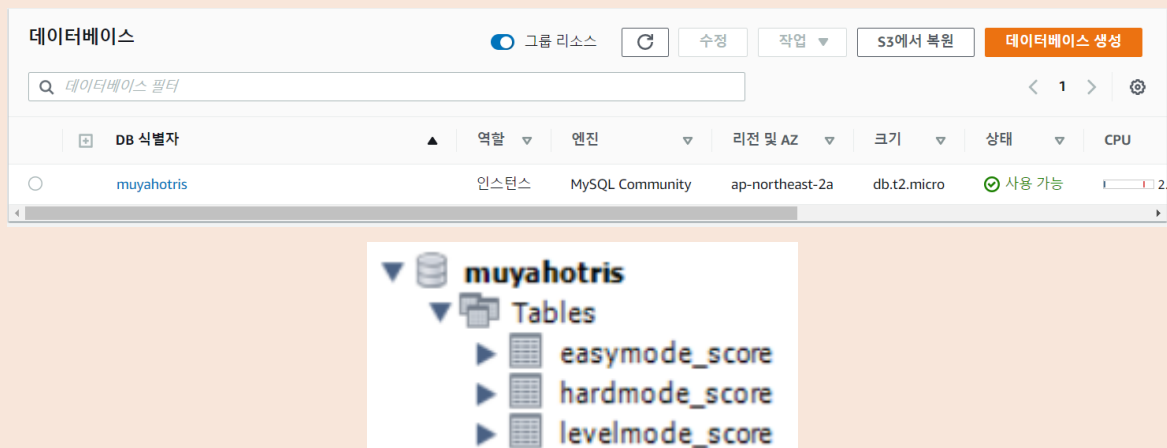 데이터베이스
그룹 리소스 수정 작업 S3에서 복원 데이터베이스 생성
데이터베이스 필터 1
DB 식별자 역할 엔진 리전 및 AZ 크기 상태 CPU
muyahotris 인스턴스 MySQL Community ap-northeast-2a db.t2.micro 사용 가능 2.
muyahotris
Tables
easymode_score
hardmode_score
levelmode_score